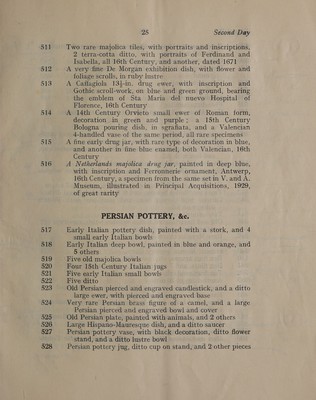 25 Second Day
511 Two rare majolica tiles, with portraits and inscriptions,
2 terra-cotta ditto, with portraits of Ferdinand and
Isabella, all 16th Century, and another, dated 1671
512 A very fine De Morgan exhibition dish, with flower and
foliage scrolls, in ruby lustre
513 A Caffagiola 13½-in. drug ewer, with inscription and
Gothic scroll-work, on blue and green ground, bearing
the emblem of Sta Maria del nuevo Hospital of
Florence, 16th Century
514 A 14th Century Orvieto small ewer of Roman form,
decoration in green and purple ; a 15th Century
Bologna pouring dish, in sgrafiata, and a Valencian
4-handled vase of the same period, all rare specimens
515 A fine early drug jar, with rare type of decoration in blue,
and another in fine blue enamel, both Valencian, 16th
Century
516 A Netherlands majolica drug jar, painted in deep blue,
with inscription and Ferronnerie ornament, Antwerp,
16th Century, a specimen from the same set in V. and A.
Museum, illustrated in Principal Acquisitions, 1929,
of great rarity
PERSIAN POTTERY, &c.
517 Early Italian pottery dish, painted with a stork, and 4
small early Italian bowls
518 Early Italian deep bowl, painted in blue and orange, and
5 others
519 Five old majolica bowls
520 Four 15th Century Italian jugs
521 Five early Italian small bowls
522 Five ditto
523 Old Persian pierced and engraved candlestick, and a ditto
large ewer, with pierced and engraved base
524 Very rare Persian brass figure of a camel, and a large
Persian pierced and engraved bowl and cover
525 Old Persian plate, painted with animals, and 2 others
526 Large Hispano-Mauresque dish, and a ditto saucer
527 Persian pottery vase, with black decoration, ditto flower
stand, and a ditto lustre bowl
528 Persian pottery jug, ditto cup on stand, and 2 other pieces